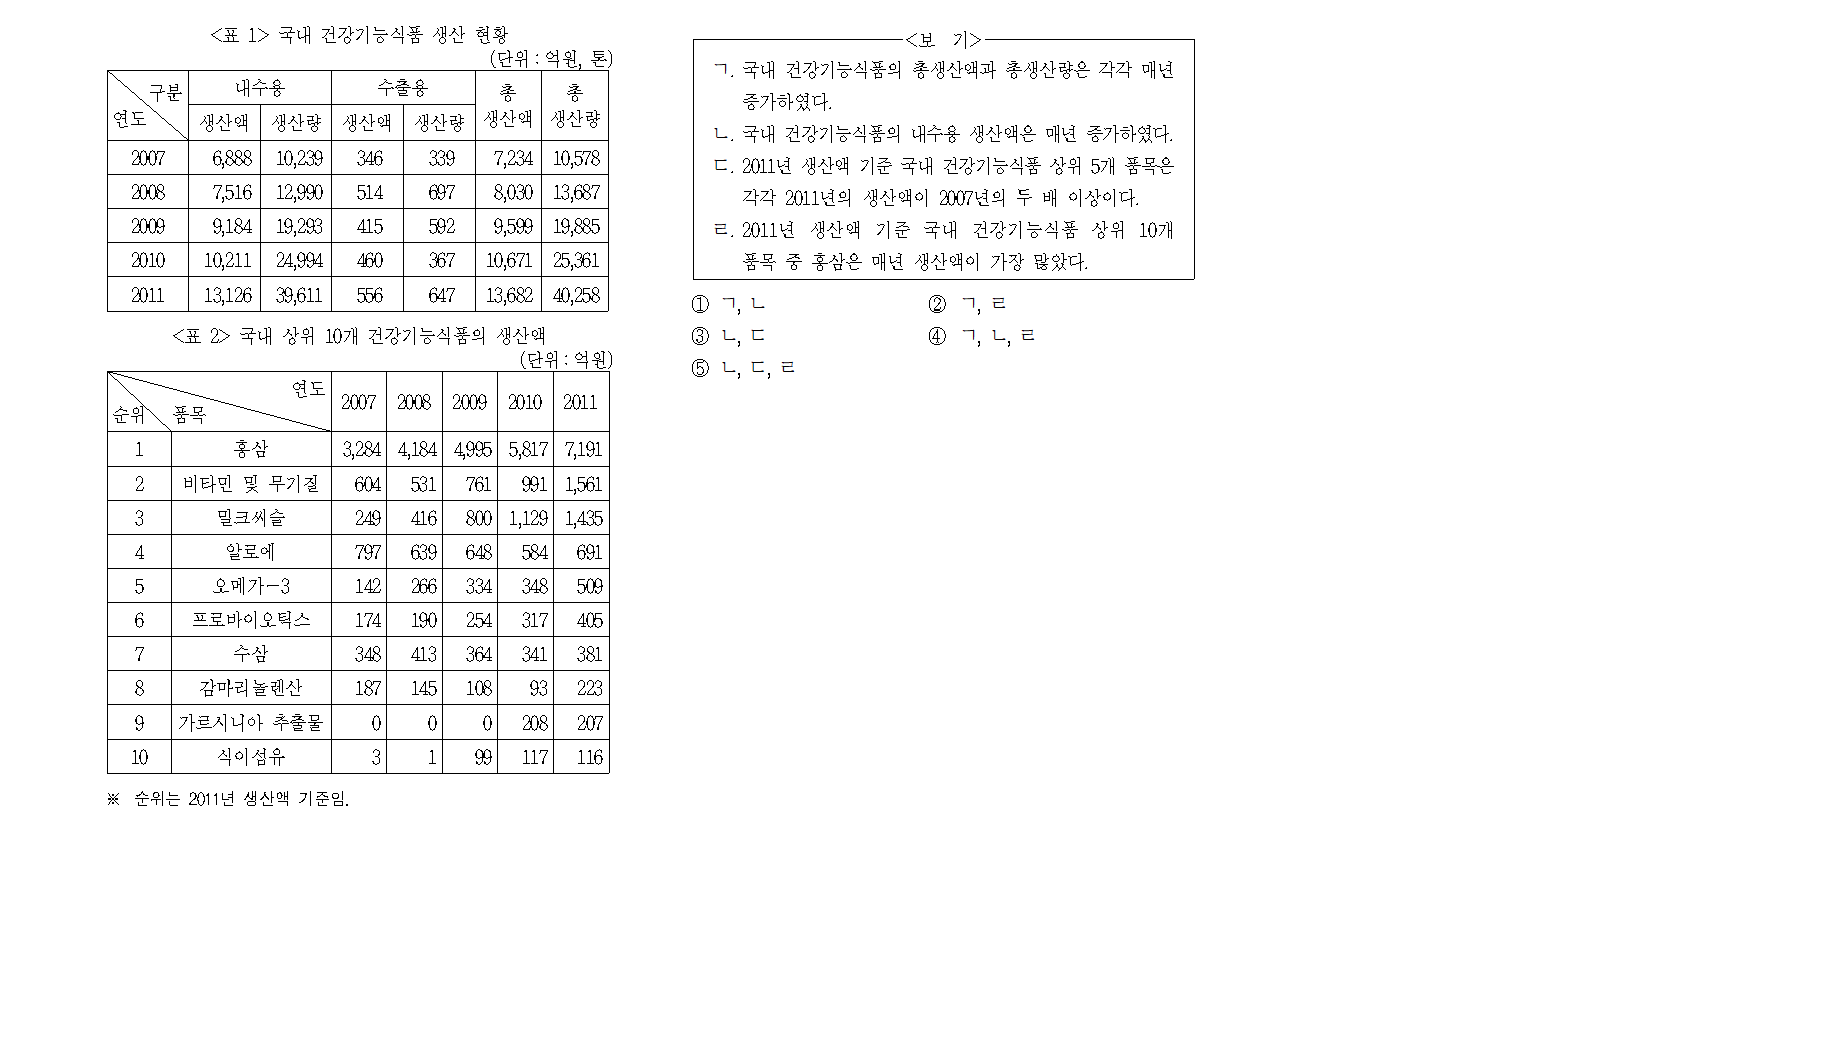 <표 1> 국내 건강기능식품 생산 현황
(단위 : 억원, 톤)
구분 내수용 수출용 총 총
연도 생산액 생산량 생산액 생산량 생산액 생산량
2007 6,888 10,239 346 339 7,234 10,578
2008 7,516 12,990 514 697 8,030 13,687
2009 9,184 19,293 415 592 9,599 19,885
2010 10,211 24,994 460 367 10,671 25,361
2011 13,126 39,611 556 647 13,682 40,258
<표 2> 국내 상위 10개 건강기능식품의 생산액
(단위 : 억원)
연도 2007 2008 2009 2010 2011
순위 품목
1 홍삼 3,284 4,184 4,995 5,817 7,191
2 비타민 및 무기질 604 531 761 991 1,561
3 밀크씨슬 249 416 800 1,129 1,435
4 알로에 797 639 648 584 691
5 오메가-3 142 266 334 348 509
6 프로바이오틱스 174 190 254 317 405
7 수삼 348 413 364 341 381
8 감마리놀렌산 187 145 108 93 223
9 가르시니아 추출물 0 0 0 208 207
10 식이섬유 3 1 99 117 116
※ 순위는 2011년 생산액 기준임.
<보 기>
ㄱ. 국내 건강기능식품의 총생산액과 총생산량은 각각 매년
증가하였다.
ㄴ. 국내 건강기능식품의 내수용 생산액은 매년 증가하였다.
ㄷ. 2011년 생산액 기준 국내 건강기능식품 상위 5개 품목은
각각 2011년의 생산액이 2007년의 두 배 이상이다.
ㄹ. 2011년 생산액 기준 국내 건강기능식품 상위 10개
품목 중 홍삼은 매년 생산액이 가장 많았다.
① ㄱ, ㄴ ② ㄱ, ㄹ
③ ㄴ, ㄷ ④ ㄱ, ㄴ, ㄹ
⑤ ㄴ, ㄷ, ㄹ